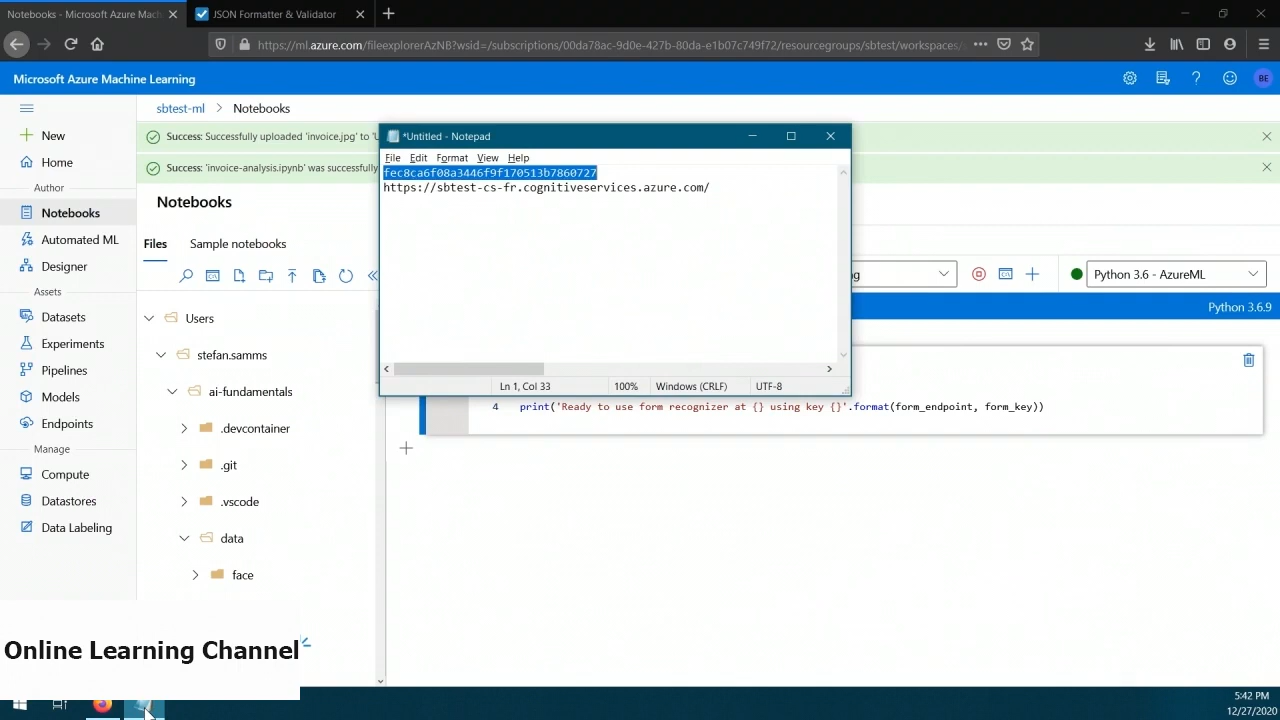 Notebooks - Microsoft Azure Mach
JSON Formatter & Validator
https://ml.azure.com/fileexplorerAzNB?wsid=/subscriptions/00da78ac-9d0e-427b-80da-e1b07c749f72/resourcegroups/sbtest/workspaces/
Microsoft Azure Machine Learning
BE
New
Home
Author
Notebooks
Automated ML
Designer
Assets
Datasets
Experiments
Pipelines
Models
Endpoints
Manage
Compute
Datastores
Data Labeling
sbtest-ml > Notebooks
Success: Successfully uploaded 'invoice.jpg' to 'U
Success: 'invoice-analysis.ipynb' was successfully
Notebooks
Files Sample notebooks
Users
stefan.samms
ai-fundamentals
.devcontainer
.git
.vscode
data
face
*Untitled - Notepad
File Edit Format View Help
fec8ca6f08a3446f9f170513b7860727
https://sbtest-cs-fr.cognitiveservices.azure.com/
Ln 1, Col 33 100% Windows (CRLF) UTF-8
g
Python 3.6 - AzureML
Python 3.6.9
4 print('Ready to use form recognizer at {} using key {}'.format(form_endpoint, form_key))
Online Learning Channel
5:42 PM
12/27/2020